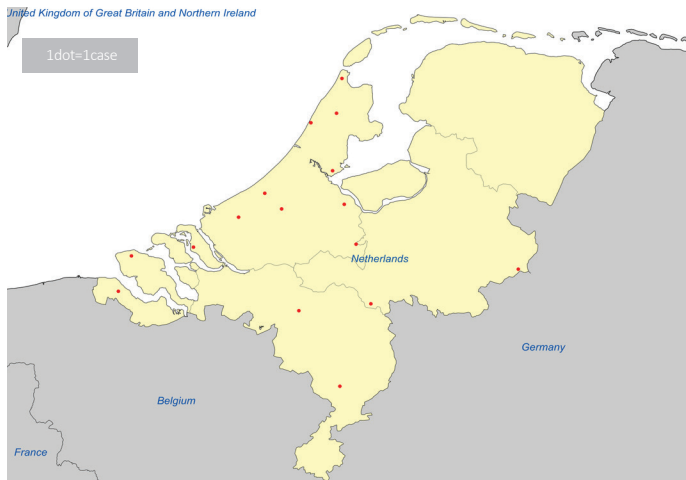 United Kingdom of Great Britain and Northern Ireland
1dot=1case
Netherlands
Germany
Belgium
France